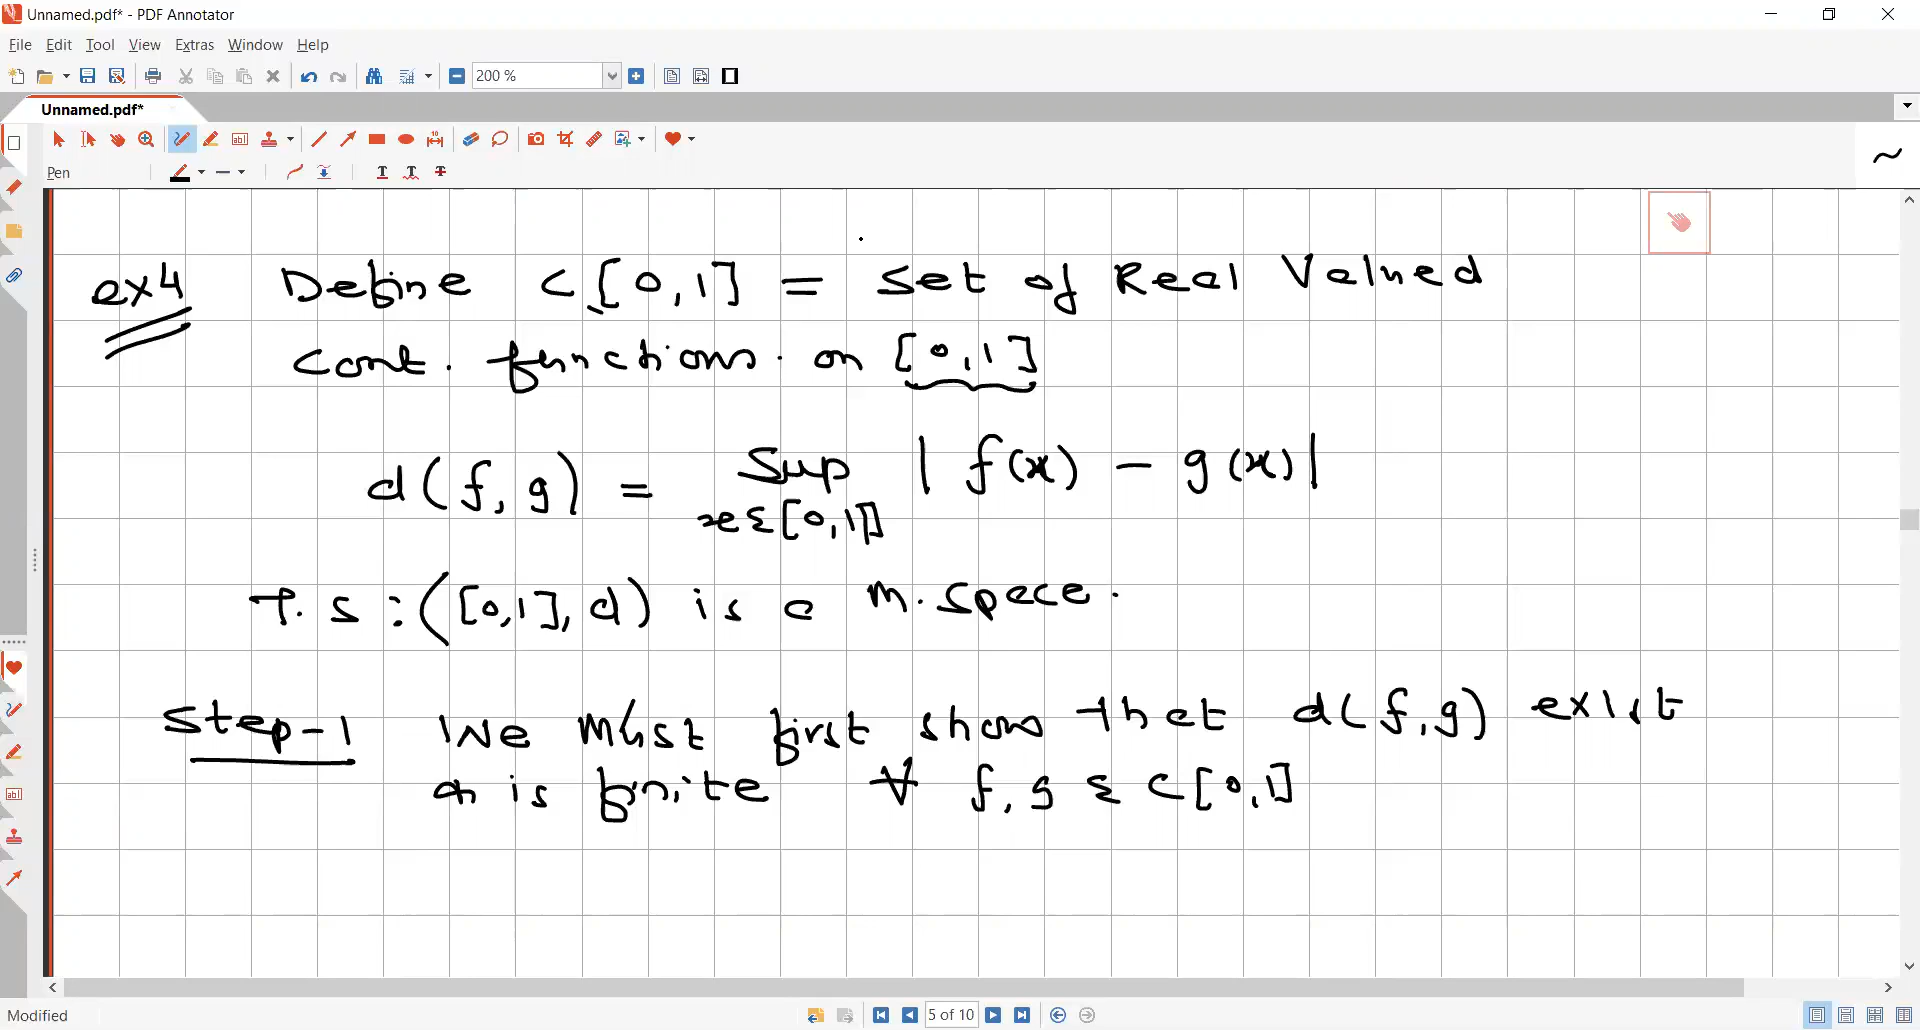 Unnamed.pdf* - PDF Annotator
File Edit Tool View Extras Window Help
200 %
Unnamed.pdf*
Pen
ex4 Define C[0,1] = set of Real Valued
cont. functions. on [0,1]
d(f,g) = Sup | f(x) - g(x)|
x∈[0,1]
T.S : ([0,1], d) is a m.space.
Step-1 We Must first show that d(f,g) exist
& is finite ∀ f,g ∈ C[0,1]
Modified
5 of 10